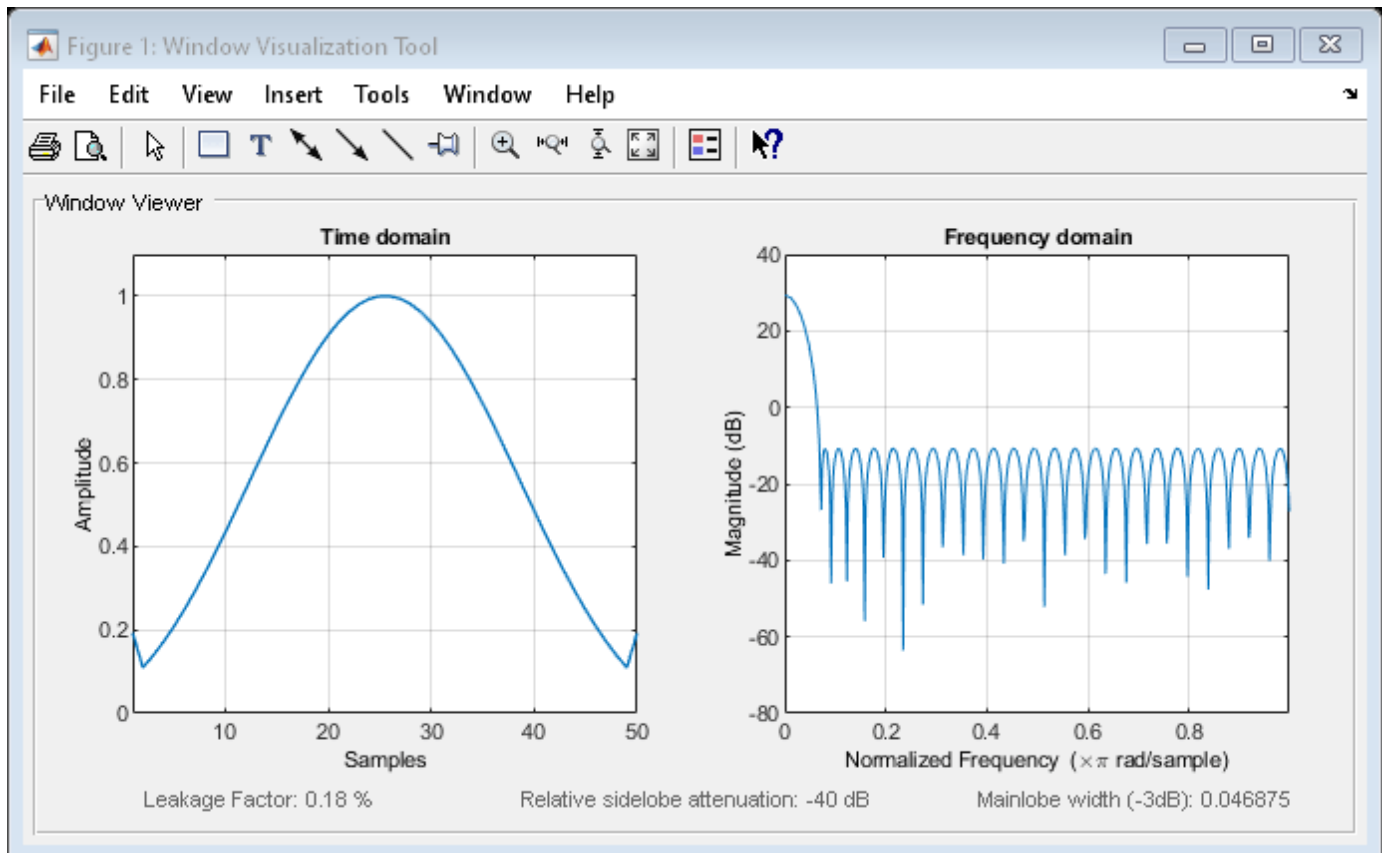 Figure 1: Window Visualization Tool
File Edit View Insert Tools Window Help
T
?
Window Viewer
Time domain
1
0.8
0.6
0.4
0.2
0
Amplitude
10 20 30 40 50
Samples
Frequency domain
40
20
0
-20
-40
-60
-80
Magnitude (dB)
0 0.2 0.4 0.6 0.8
Normalized Frequency (×π rad/sample)
Leakage Factor: 0.18 % Relative sidelobe attenuation: -40 dB Mainlobe width (-3dB): 0.046875